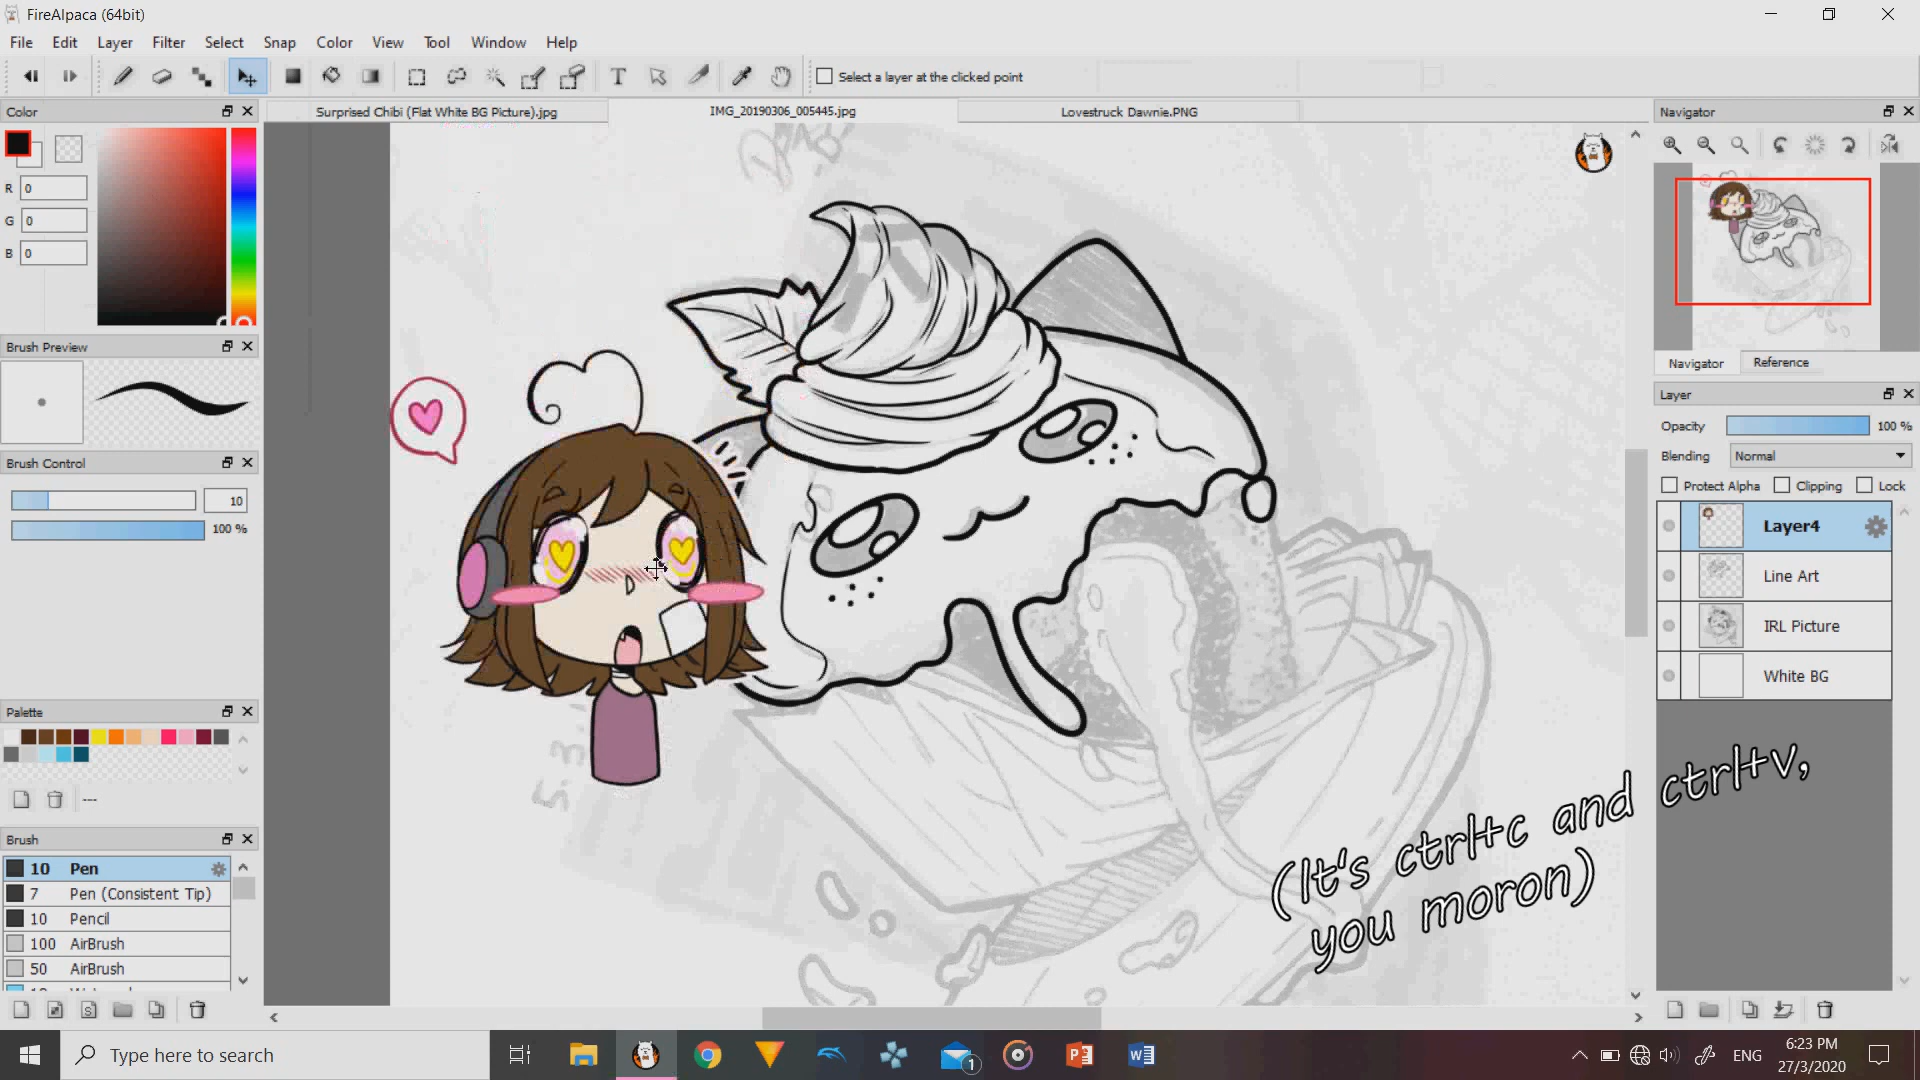 FireAlpaca (64bit)
File Edit Layer Filter Select Snap Color View Tool Window Help
T Select a layer at the clicked point
Color
Surprised Chibi (Flat White BG Picture).jpg IMG_20190306_005445.jpg Lovestruck Dawnie.PNG
Navigator
R 0
G 0
B 0
Brush Preview
Navigator Reference
Layer
Opacity 100 %
Blending Normal
Protect Alpha Clipping Lock
Brush Control
10
100 %
Layer4
Line Art
IRL Picture
White BG
Palette
---
(It's ctrl+c and ctrl+v,
you moron)
Brush
10 Pen
7 Pen (Consistent Tip)
10 Pencil
100 AirBrush
50 AirBrush
Type here to search
1
ENG
6:23 PM
27/3/2020